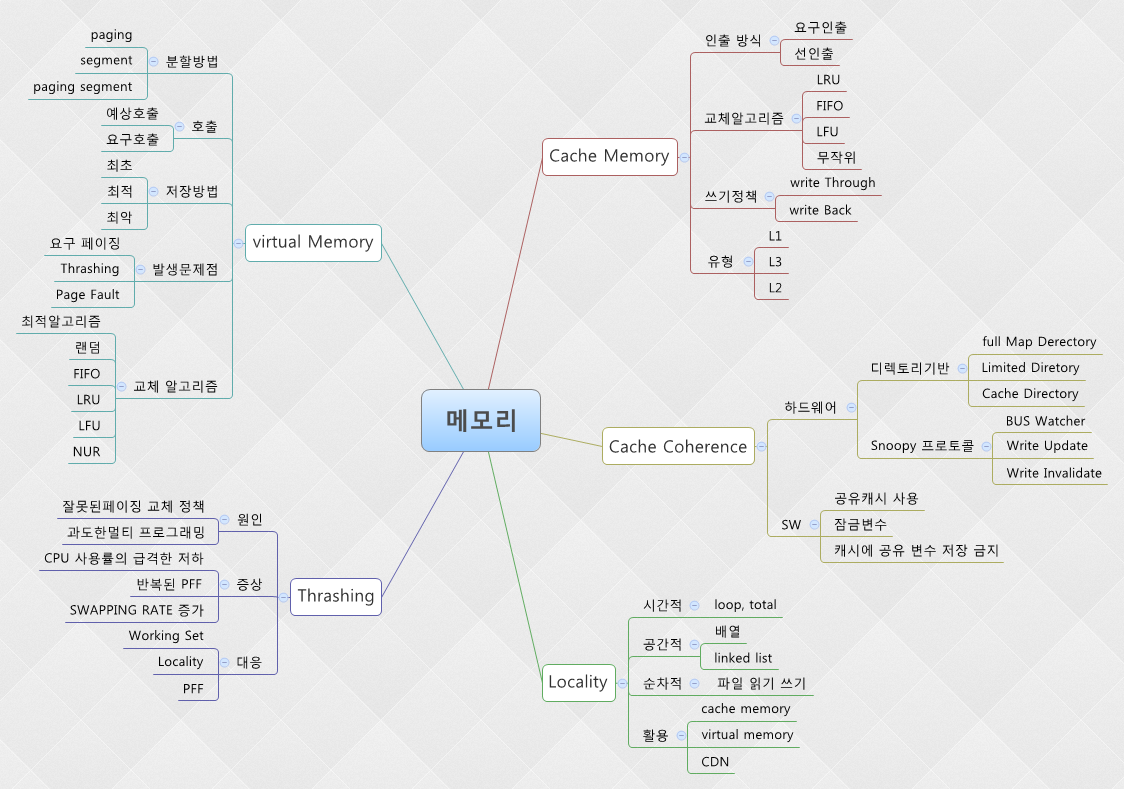 메모리
virtual Memory
분할방법
paging
segment
paging segment
호출
예상호출
요구호출
저장방법
최초
최적
최악
발생문제점
요구 페이징
Thrashing
Page Fault
교체 알고리즘
최적알고리즘
랜덤
FIFO
LRU
LFU
NUR
Thrashing
원인
잘못된페이징 교체 정책
과도한멀티 프로그래밍
증상
CPU 사용률의 급격한 저하
반복된 PFF
SWAPPING RATE 증가
대응
Working Set
Locality
PFF
Cache Memory
인출 방식
요구인출
선인출
교체알고리즘
LRU
FIFO
LFU
무작위
쓰기정책
write Through
write Back
유형
L1
L3
L2
Cache Coherence
하드웨어
디렉토리기반
full Map Derectory
Limited Diretory
Cache Directory
Snoopy 프로토콜
BUS Watcher
Write Update
Write Invalidate
SW
공유캐시 사용
잠금변수
캐시에 공유 변수 저장 금지
Locality
시간적
loop, total
공간적
배열
linked list
순차적
파일 읽기 쓰기
활용
cache memory
virtual memory
CDN